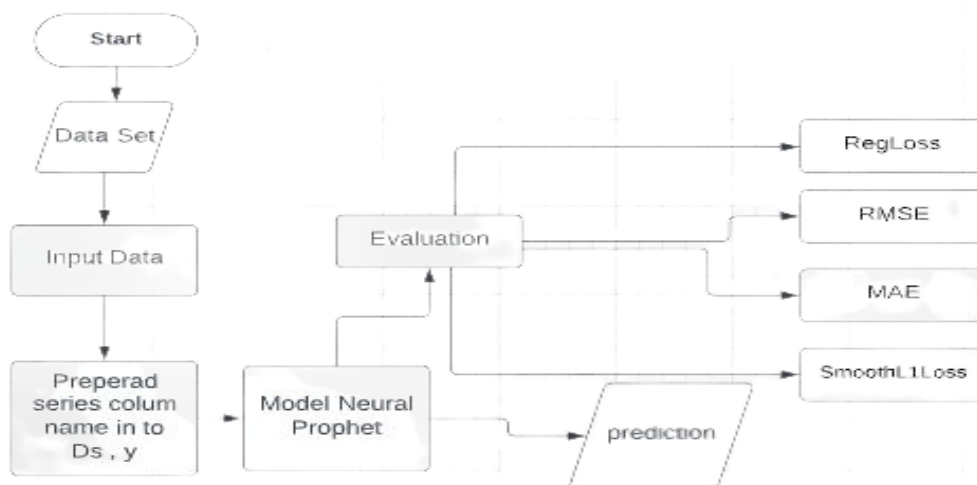 Start
Data Set
Input Data
Preperad
series colum
name in to
Ds , y
Model Neural
Prophet
Evaluation
prediction
RegLoss
RMSE
MAE
SmoothL1Loss